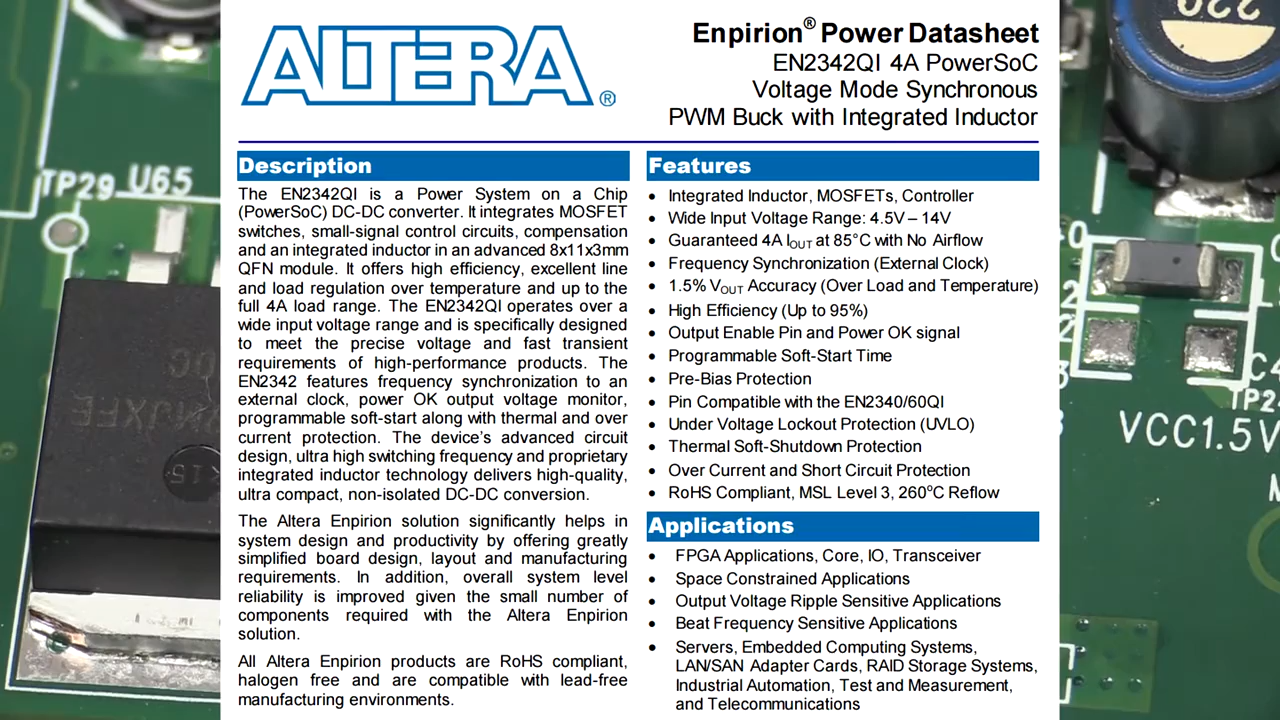 ALTERA®
Enpirion® Power Datasheet
EN2342QI 4A PowerSoC
Voltage Mode Synchronous
PWM Buck with Integrated Inductor
Description
The EN2342QI is a Power System on a Chip
(PowerSoC) DC-DC converter. It integrates MOSFET
switches, small-signal control circuits, compensation
and an integrated inductor in an advanced 8x11x3mm
QFN module. It offers high efficiency, excellent line
and load regulation over temperature and up to the
full 4A load range. The EN2342QI operates over a
wide input voltage range and is specifically designed
to meet the precise voltage and fast transient
requirements of high-performance products. The
EN2342 features frequency synchronization to an
external clock, power OK output voltage monitor,
programmable soft-start along with thermal and over
current protection. The device's advanced circuit
design, ultra high switching frequency and proprietary
integrated inductor technology delivers high-quality,
ultra compact, non-isolated DC-DC conversion.
The Altera Enpirion solution significantly helps in
system design and productivity by offering greatly
simplified board design, layout and manufacturing
requirements. In addition, overall system level
reliability is improved given the small number of
components required with the Altera Enpirion
solution.
All Altera Enpirion products are RoHS compliant,
halogen free and are compatible with lead-free
manufacturing environments.
Features
• Integrated Inductor, MOSFETs, Controller
• Wide Input Voltage Range: 4.5V – 14V
• Guaranteed 4A IOUT at 85°C with No Airflow
• Frequency Synchronization (External Clock)
• 1.5% VOUT Accuracy (Over Load and Temperature)
• High Efficiency (Up to 95%)
• Output Enable Pin and Power OK signal
• Programmable Soft-Start Time
• Pre-Bias Protection
• Pin Compatible with the EN2340/60QI
• Under Voltage Lockout Protection (UVLO)
• Thermal Soft-Shutdown Protection
• Over Current and Short Circuit Protection
• RoHS Compliant, MSL Level 3, 260°C Reflow
Applications
• FPGA Applications, Core, IO, Transceiver
• Space Constrained Applications
• Output Voltage Ripple Sensitive Applications
• Beat Frequency Sensitive Applications
• Servers, Embedded Computing Systems,
LAN/SAN Adapter Cards, RAID Storage Systems,
Industrial Automation, Test and Measurement,
and Telecommunications
TP29 U65
220
VCC1.5V